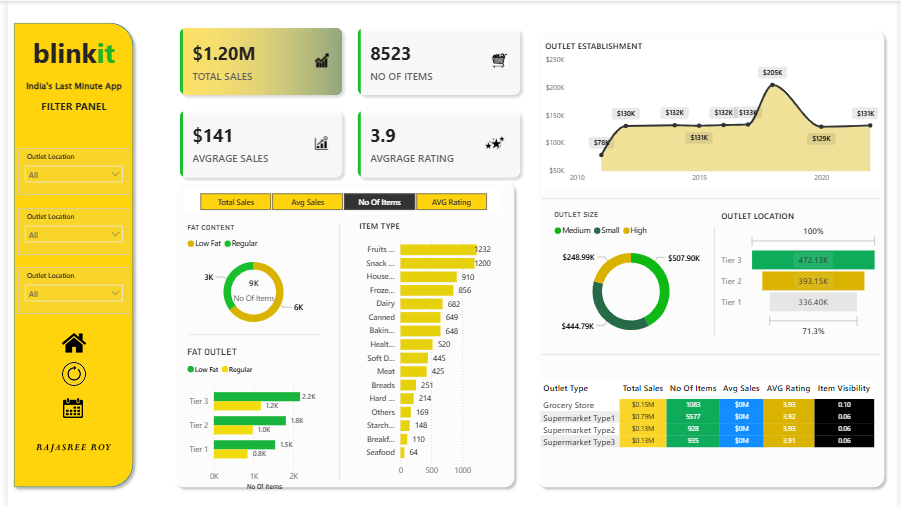 blinkit
India's Last Minute App
FILTER PANEL
Outlet Location
All
Outlet Location
All
Outlet Location
All
RAJASREE ROY
$1.20M
TOTAL SALES
8523
NO OF ITEMS
$141
AVGRAGE SALES
3.9
AVGRAGE RATING
Total Sales Avg Sales No Of Items AVG Rating
FAT CONTENT
Low Fat Regular
3K
9K
No Of Items
6K
FAT OUTLET
Low Fat Regular
Tier 3 2.2K
1.2K
Tier 2 1.8K
1.0K
Tier 1 1.5K
0.8K
0K 1K 2K
No Of Items
ITEM TYPE
Fruits ... 1232
Snack ... 1200
House... 910
Froze... 856
Dairy 682
Canned 649
Bakin... 648
Healt... 520
Soft D... 445
Meat 425
Breads 251
Hard ... 214
Others 169
Starch... 148
Breakf... 110
Seafood 64
0 500 1000
OUTLET ESTABLISHMENT
$250K
$200K
$150K
$100K
$50K
$78K $130K $132K $131K $132K $133K $205K $129K $131K
2010 2015 2020
OUTLET SIZE
Medium Small High
$248.99K $507.90K
$444.79K
OUTLET LOCATION
100%
Tier 3 472.13K
Tier 2 393.15K
Tier 1 336.40K
71.3%
Outlet Type Total Sales No Of Items Avg Sales AVG Rating Item Visibility
Grocery Store $0.15M 1083 $0M 3.93 0.10
Supermarket Type1 $0.79M 5577 $0M 3.92 0.06
Supermarket Type2 $0.13M 928 $0M 3.93 0.06
Supermarket Type3 $0.13M 935 $0M 3.91 0.06